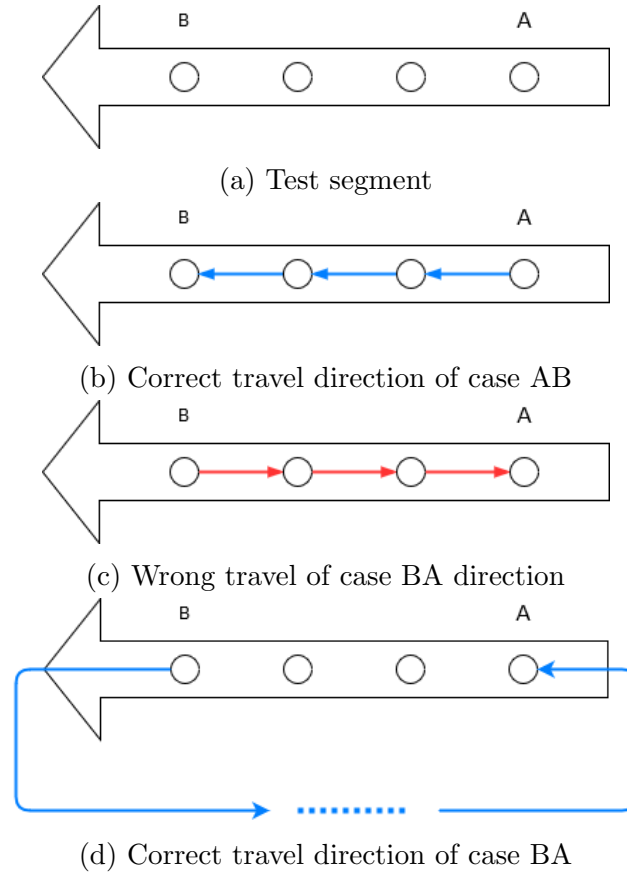 B A
(a) Test segment
B A
(b) Correct travel direction of case AB
B A
(c) Wrong travel of case BA direction
B A
(d) Correct travel direction of case BA